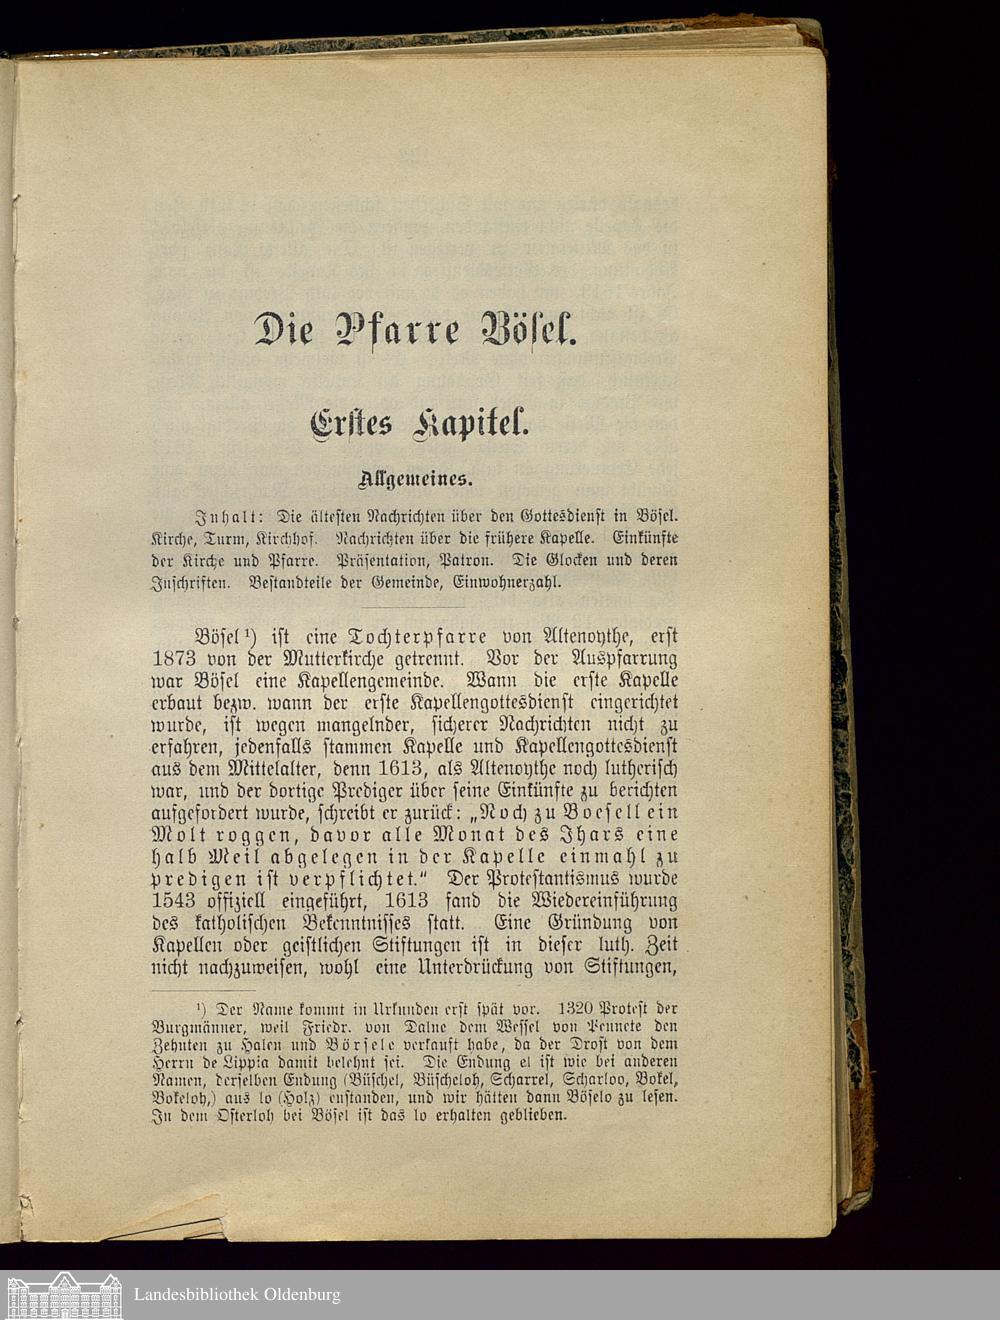 Die Pfarre Bösel.
Erstes Kapitel.
Allgemeines.
Inhalt: Die ältesten Nachrichten über den Gottesdienst in Bösel.
Kirche, Turm, Kirchhof. Nachrichten über die frühere Kapelle. Einkünfte
der Kirche und Pfarre. Präsentation, Patron. Die Glocken und deren
Inschriften. Bestandteile der Gemeinde, Einwohnerzahl.
Bösel¹) ist eine Tochterpfarre von Altenoythe, erst
1873 von der Mutterkirche getrennt. Vor der Auspfarrung
war Bösel eine Kapellengemeinde. Wann die erste Kapelle
erbaut bezw. wann der erste Kapellengottesdienst eingerichtet
wurde, ist wegen mangelnder, sicherer Nachrichten nicht zu
erfahren, jedenfalls stammen Kapelle und Kapellengottesdienst
aus dem Mittelalter, denn 1613, als Altenoythe noch lutherisch
war, und der dortige Prediger über seine Einkünfte zu berichten
aufgefordert wurde, schreibt er zurück: „Noch zu Boesell ein
Molt roggen, davor alle Monat des Jhars eine
halb Meil abgelegen in der Kapelle einmahl zu
predigen ist verpflichtet.“ Der Protestantismus wurde
1543 offiziell eingeführt, 1613 fand die Wiedereinführung
des katholischen Bekenntnisses statt. Eine Gründung von
Kapellen oder geistlichen Stiftungen ist in dieser luth. Zeit
nicht nachzuweisen, wohl eine Unterdrückung von Stiftungen,
¹) Der Name kommt in Urkunden erst spät vor. 1320 Protest der
Burgmänner, weil Friedr. von Dalne dem Wessel von Pennete den
Zehnten zu Halen und Börsele verkauft habe, da der Drost von dem
Herrn de Lippia damit belehnt sei. Die Endung el ist wie bei anderen
Namen, derselben Endung (Büschel, Büscheloh, Scharrel, Scharloo, Bokel,
Bokeloh,) aus lo (Holz) enstanden, und wir hätten dann Böselo zu lesen.
In dem Osterloh bei Bösel ist das lo erhalten geblieben.
Landesbibliothek Oldenburg